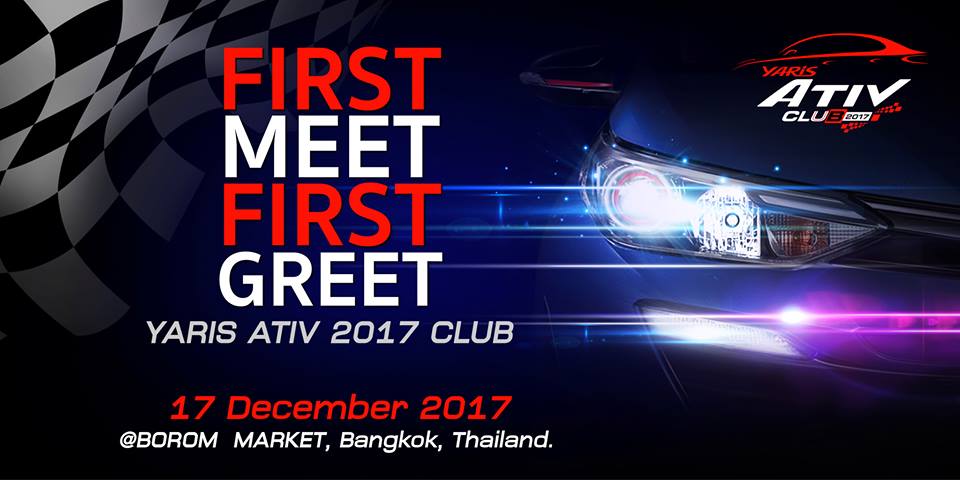 FIRST
MEET
FIRST
GREET
YARIS ATIV 2017 CLUB
17 December 2017
@BOROM MARKET, Bangkok, Thailand.
YARIS
ATIV
CLUB 2017